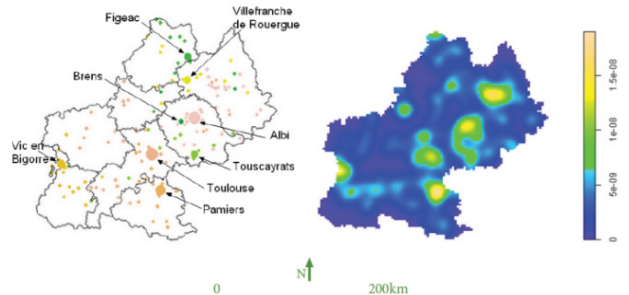 Figeac
Villefranche
de Rouergue
Brens
Albi
Vic en
Bigorre
Touscayrats
Toulouse
Pamiers
1.5e-08
1e-08
5e-09
0
N
0
200km